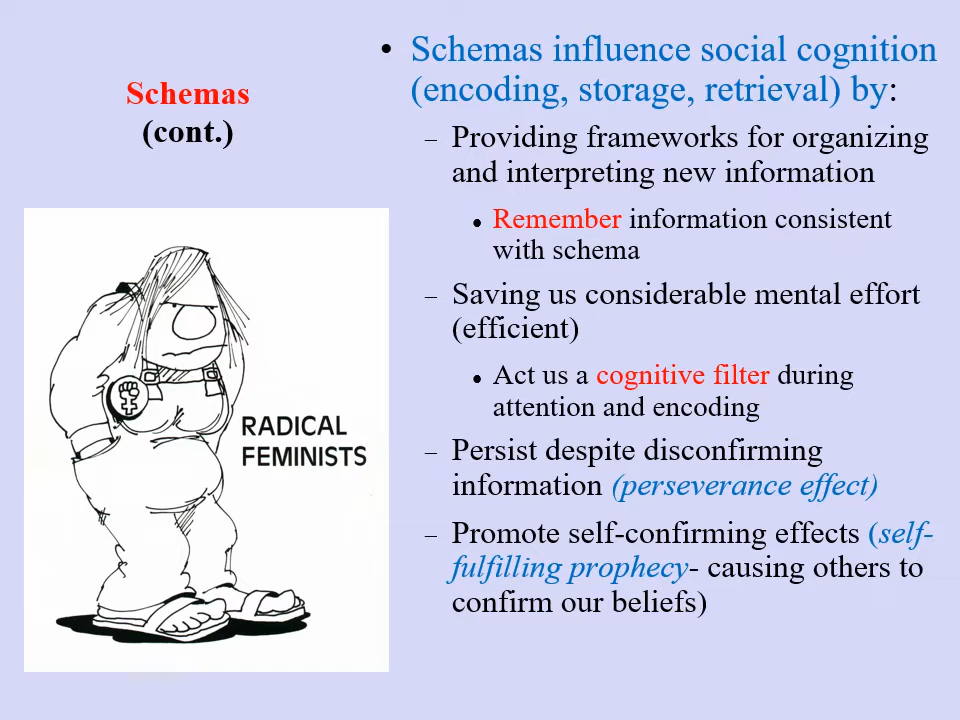 Schemas
(cont.)
• Schemas influence social cognition
(encoding, storage, retrieval) by:
– Providing frameworks for organizing
and interpreting new information
• Remember information consistent
with schema
– Saving us considerable mental effort
(efficient)
• Act us a cognitive filter during
attention and encoding
– Persist despite disconfirming
information (perseverance effect)
– Promote self-confirming effects (self-
fulfilling prophecy- causing others to
confirm our beliefs)
RADICAL
FEMINISTS